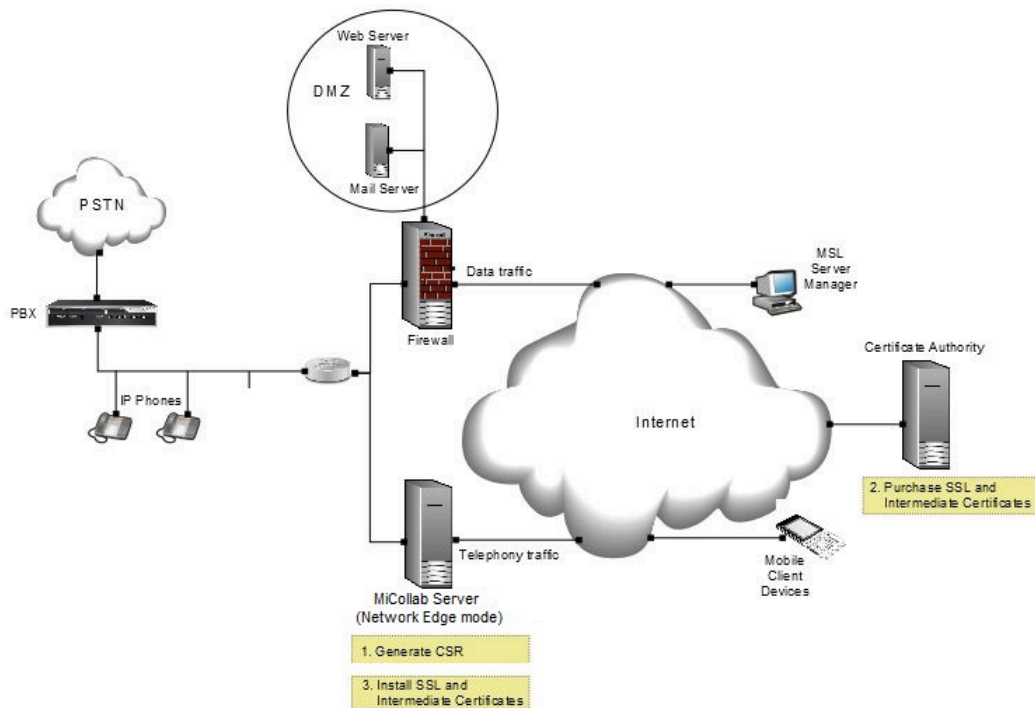 Web Server
DMZ
Mail Server
PSTN
PBX
IP Phones
Firewall
Data traffic
MSL
Server
Manager
Certificate Authority
Internet
2. Purchase SSL and
Intermediate Certificates
Telephony traffic
Mobile
Client
Devices
MiCollab Server
(Network Edge mode)
1. Generate CSR
3. Install SSL and
Intermediate Certificates